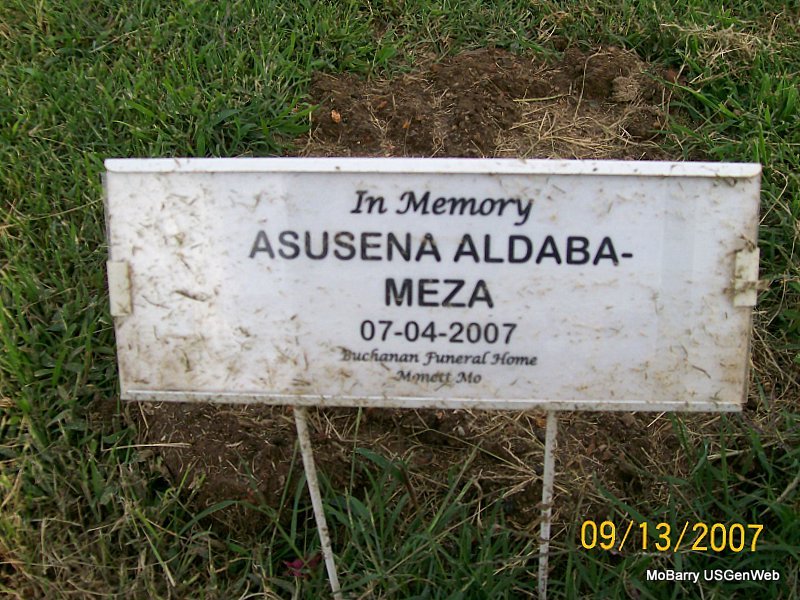 In Memory
ASUSENA ALDABA-
MEZA
07-04-2007
Buchanan Funeral Home
Monett Mo
09/13/2007
MoBarry USGenWeb